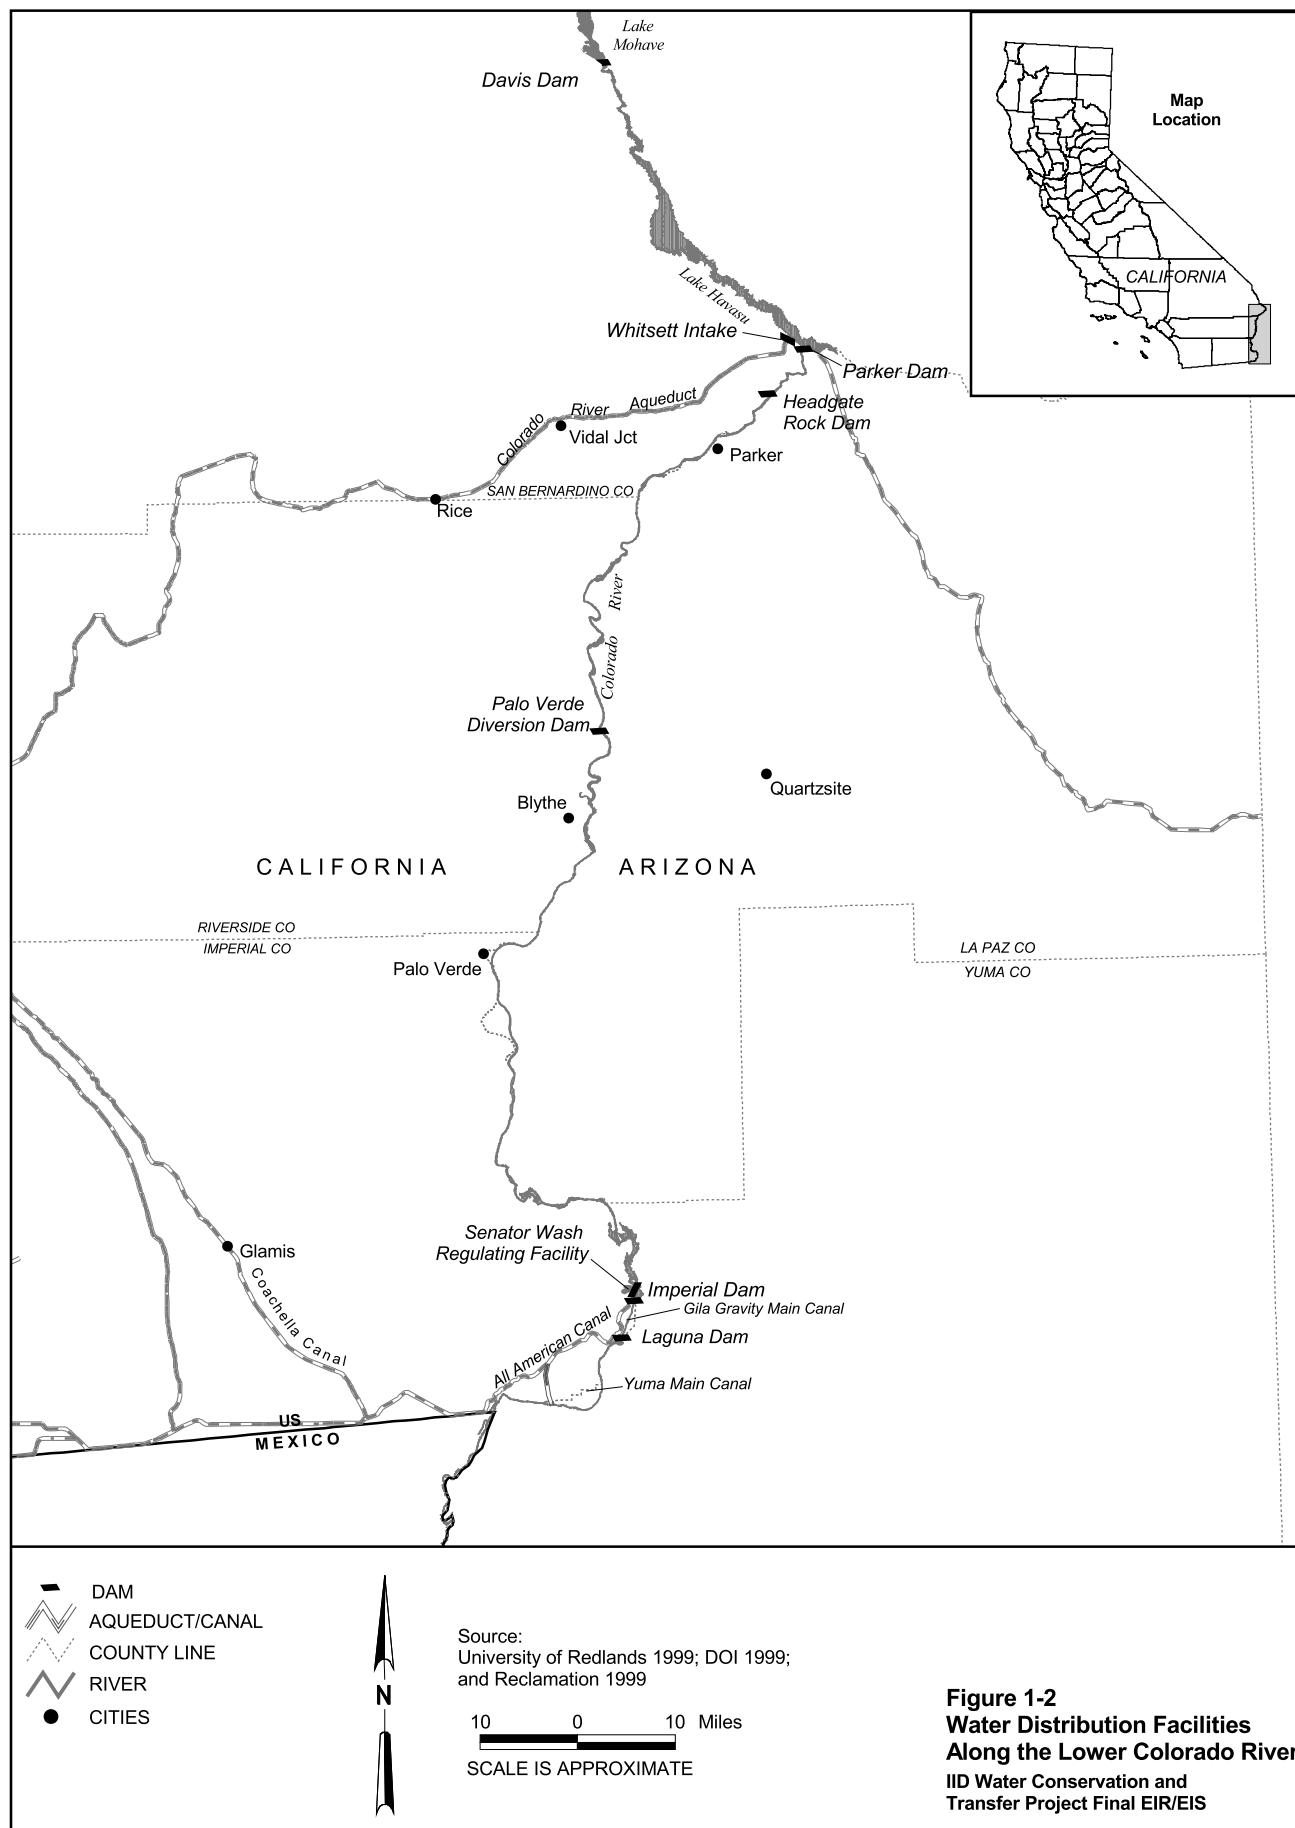 Lake
Mohave
Davis Dam
Map
Location
CALIFORNIA
Lake Havasu
Whitsett Intake
Parker Dam
Headgate
Rock Dam
Colorado River Aqueduct
Vidal Jct
Parker
SAN BERNARDINO CO
Rice
Colorado River
Palo Verde
Diversion Dam
Quartzsite
Blythe
CALIFORNIA
ARIZONA
RIVERSIDE CO
IMPERIAL CO
LA PAZ CO
YUMA CO
Palo Verde
Senator Wash
Regulating Facility
Glamis
Coachella Canal
Imperial Dam
Gila Gravity Main Canal
All American Canal
Laguna Dam
Yuma Main Canal
US
MEXICO
DAM
AQUEDUCT/CANAL
COUNTY LINE
RIVER
CITIES
N
Source:
University of Redlands 1999; DOI 1999;
and Reclamation 1999
10 0 10 Miles
SCALE IS APPROXIMATE
Figure 1-2
Water Distribution Facilities
Along the Lower Colorado River
IID Water Conservation and
Transfer Project Final EIR/EIS